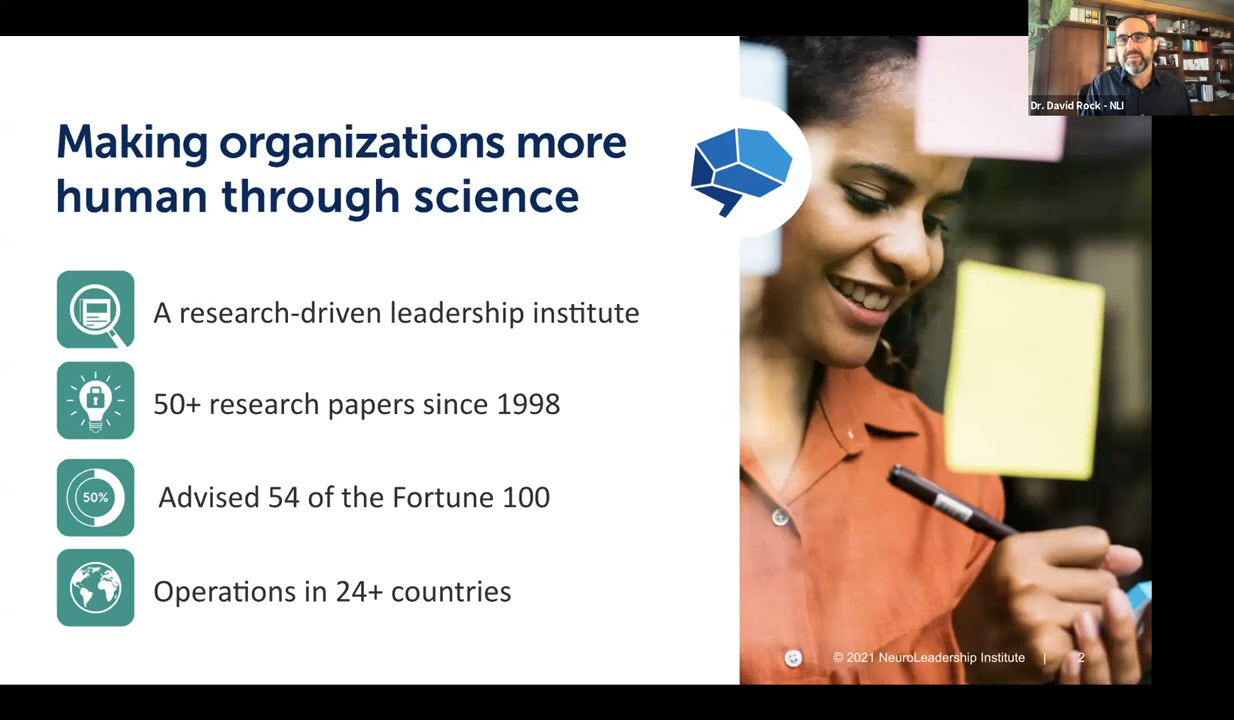 Dr. David Rock - NLI
Making organizations more
human through science
A research-driven leadership institute
50+ research papers since 1998
50%
Advised 54 of the Fortune 100
Operations in 24+ countries
© 2021 NeuroLeadership Institute | 2